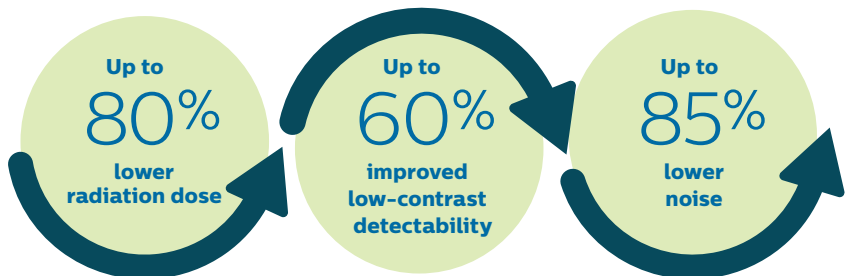 Up to
80%
lower
radiation dose
Up to
60%
improved
low-contrast
detectability
Up to
85%
lower
noise